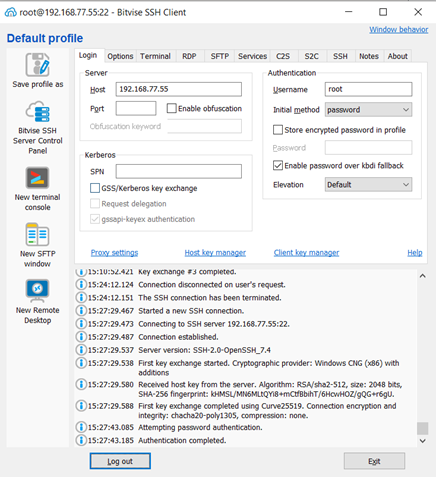 root@192.168.77.55:22 - Bitvise SSH Client
Window behavior
Default profile
Save profile as
Bitvise SSH
Server Control
Panel
New terminal
console
New SFTP
window
New Remote
Desktop
Login Options Terminal RDP SFTP Services C2S S2C SSH Notes About
Server
Host 192.168.77.55
Port Enable obfuscation
Obfuscation keyword
Kerberos
SPN
GSS/Kerberos key exchange
Request delegation
gssapi-keyex authentication
Authentication
Username root
Initial method password
Store encrypted password in profile
Password
Enable password over kbdi fallback
Elevation Default
Proxy settings Host key manager Client key manager Help
15:10:52.421 Key exchange #3 completed.
15:24:12.124 Connection disconnected on user's request.
15:24:12.151 The SSH connection has been terminated.
15:27:29.467 Started a new SSH connection.
15:27:29.473 Connecting to SSH server 192.168.77.55:22.
15:27:29.487 Connection established.
15:27:29.537 Server version: SSH-2.0-OpenSSH_7.4
15:27:29.538 First key exchange started. Cryptographic provider: Windows CNG (x86) with
additions
15:27:29.580 Received host key from the server. Algorithm: RSA/sha2-512, size: 2048 bits,
SHA-256 fingerprint: kHMSL/MN6MLtQYi8+mCtfBbihT/6HcwHOZ/gQG+r6gU.
15:27:29.588 First key exchange completed using Curve25519. Connection encryption and
integrity: chacha20-poly1305, compression: none.
15:27:43.085 Attempting password authentication.
15:27:43.185 Authentication completed.
Log out Exit